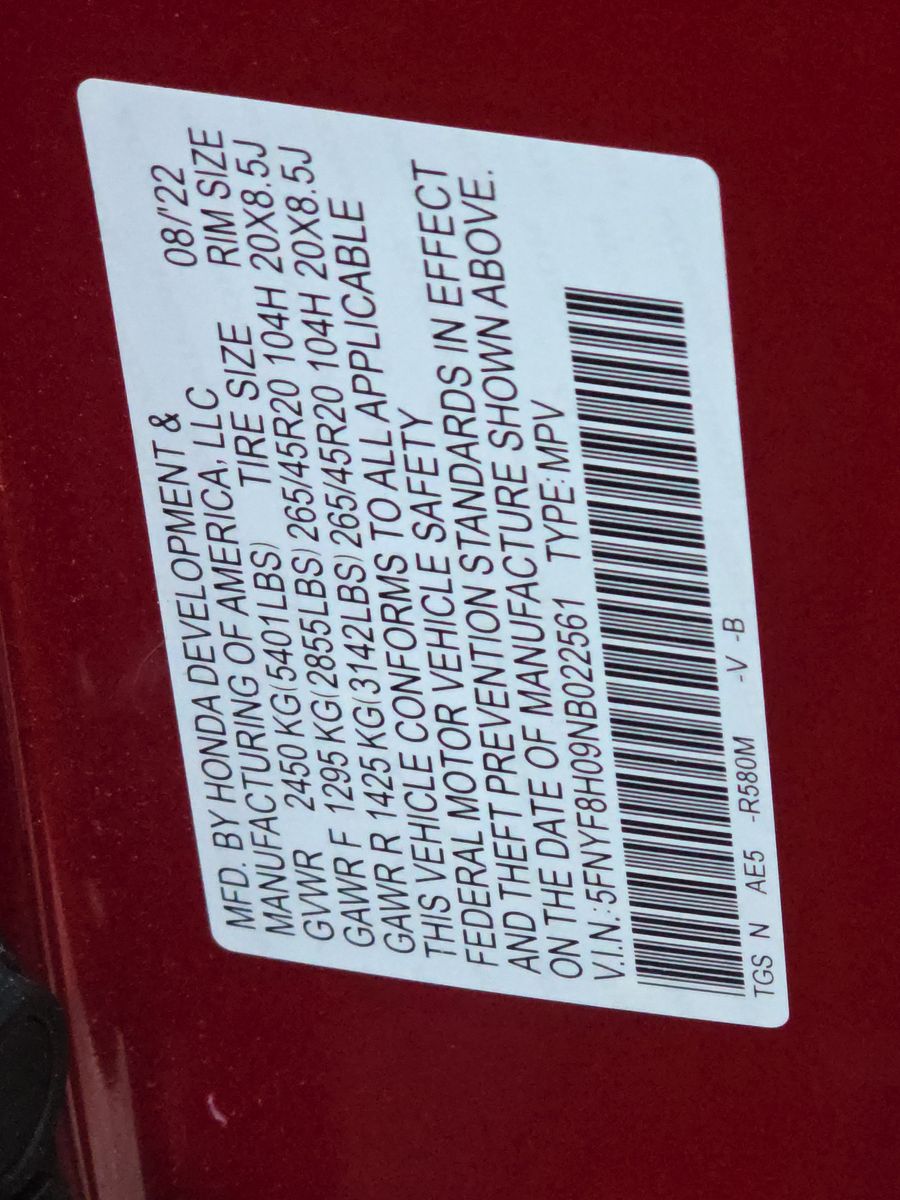 MFD. BY HONDA DEVELOPMENT & 08/'22
MANUFACTURING OF AMERICA, LLC RIM SIZE
GVWR 2450 KG(5401LBS) TIRE SIZE 20X8.5J
GAWR F 1295 KG(2855LBS) 265/45R20 104H 20X8.5J
GAWR R 1425 KG(3142LBS) 265/45R20 104H
THIS VEHICLE CONFORMS TO ALL APPLICABLE
FEDERAL MOTOR VEHICLE SAFETY
AND THEFT PREVENTION STANDARDS IN EFFECT
ON THE DATE OF MANUFACTURE SHOWN ABOVE.
V.I.N.:5FNYF8H09NB022561 TYPE:MPV
TGS N AE5 -R580M -V -B